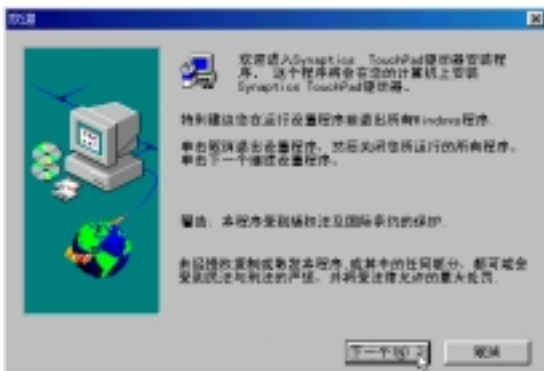 欢迎
欢迎进入Synaptics TouchPad驱动器安装程
序。 这个程序将会在您的计算机上安装
Synaptics TouchPad驱动器。
特别建议您在运行设置程序前退出所有Windows程序.
单击取消退出设置程序，然后关闭您所运行的所有程序。
单击下一个继续设置程序。
警告: 本程序受到版权法及国际条约的保护.
未经授权复制或散发本程序,或其中的任何部分，都可能会
受到民法与刑法的严惩，并将受法律允许的最大处罚.
下一个(N) >
取消